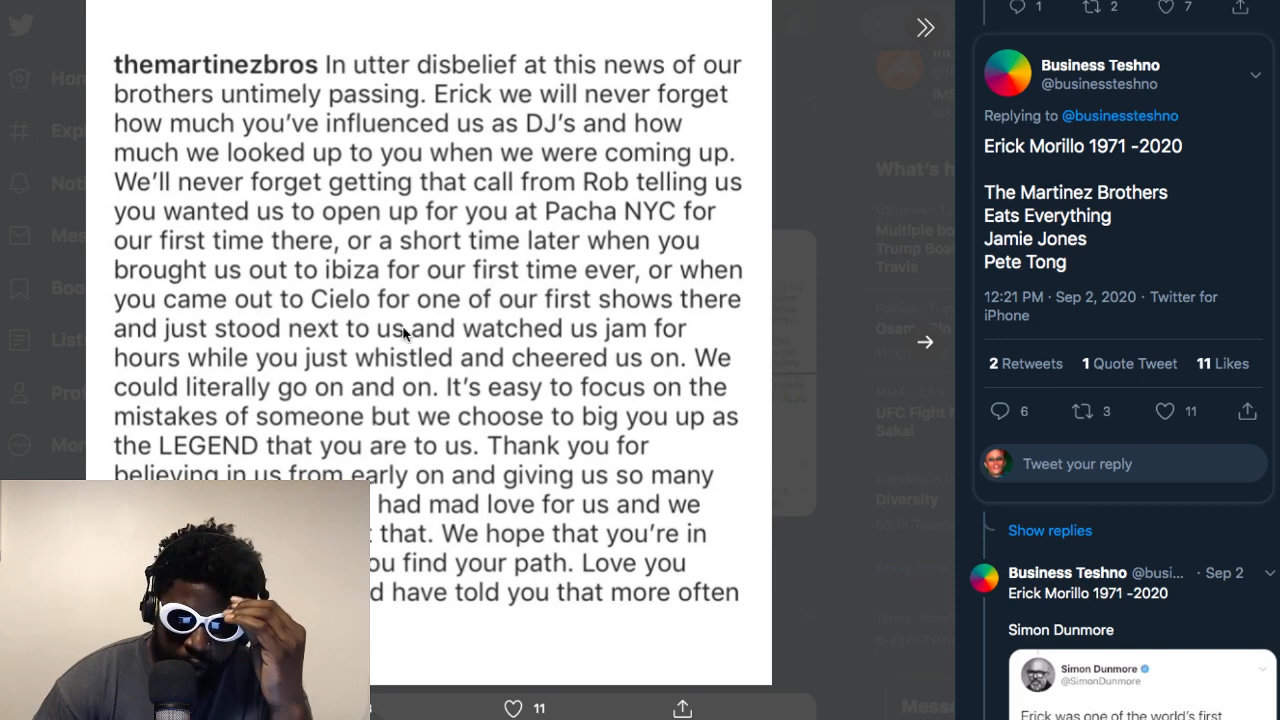 themartinezbros In utter disbelief at this news of our
brothers untimely passing. Erick we will never forget
how much you've influenced us as DJ's and how
much we looked up to you when we were coming up.
We'll never forget getting that call from Rob telling us
you wanted us to open up for you at Pacha NYC for
our first time there, or a short time later when you
brought us out to ibiza for our first time ever, or when
you came out to Cielo for one of our first shows there
and just stood next to us and watched us jam for
hours while you just whistled and cheered us on. We
could literally go on and on. It's easy to focus on the
mistakes of someone but we choose to big you up as
the LEGEND that you are to us. Thank you for
believing in us from early on and giving us so many
had mad love for us and we
that. We hope that you're in
find your path. Love you
have told you that more often
11
1 2 7
Business Teshno
@businessteshno
Replying to @businessteshno
Erick Morillo 1971 -2020
The Martinez Brothers
Eats Everything
Jamie Jones
Pete Tong
12:21 PM · Sep 2, 2020 · Twitter for
iPhone
2 Retweets 1 Quote Tweet 11 Likes
6 3 11
Tweet your reply
Show replies
Business Teshno @busi... · Sep 2
Erick Morillo 1971 -2020
Simon Dunmore
Simon Dunmore
@SimonDunmore
Erick was one of the world's first
What's h
Multiple bo
Trump Boat
Travis
UFC Fight
Sakai
Diversity